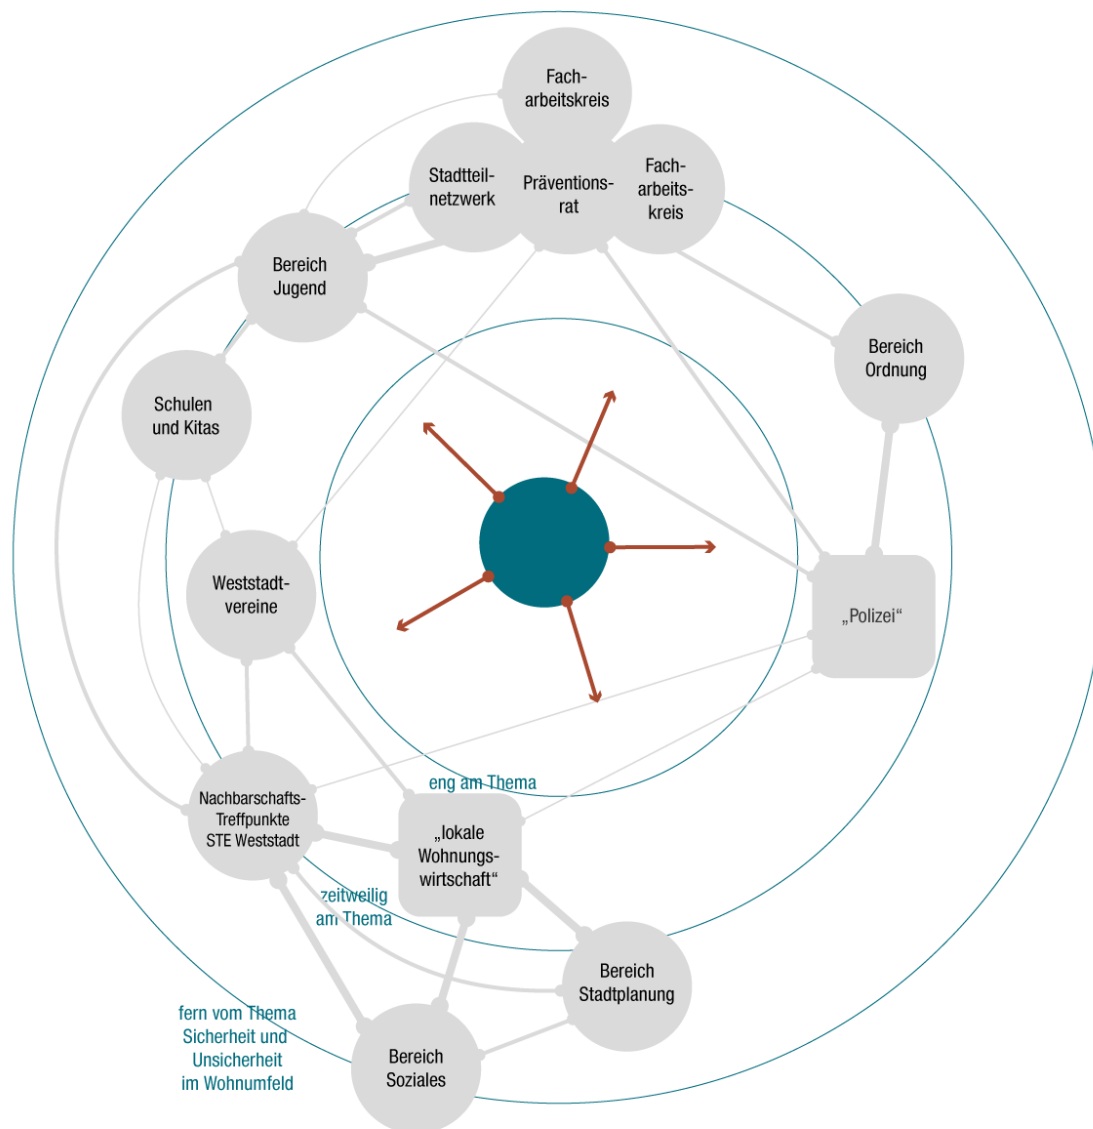 Fach-
arbeitskreis
Stadtteil-
netzwerk
Präventions-
rat
Fach-
arbeits-
kreis
Bereich
Jugend
Bereich
Ordnung
Schulen
und Kitas
Weststadt-
vereine
„Polizei“
eng am Thema
Nachbarschafts-
Treffpunkte
STE Weststadt
„lokale
Wohnungs-
wirtschaft“
zeitweilig
am Thema
Bereich
Stadtplanung
fern vom Thema
Sicherheit und
Unsicherheit
im Wohnumfeld
Bereich
Soziales